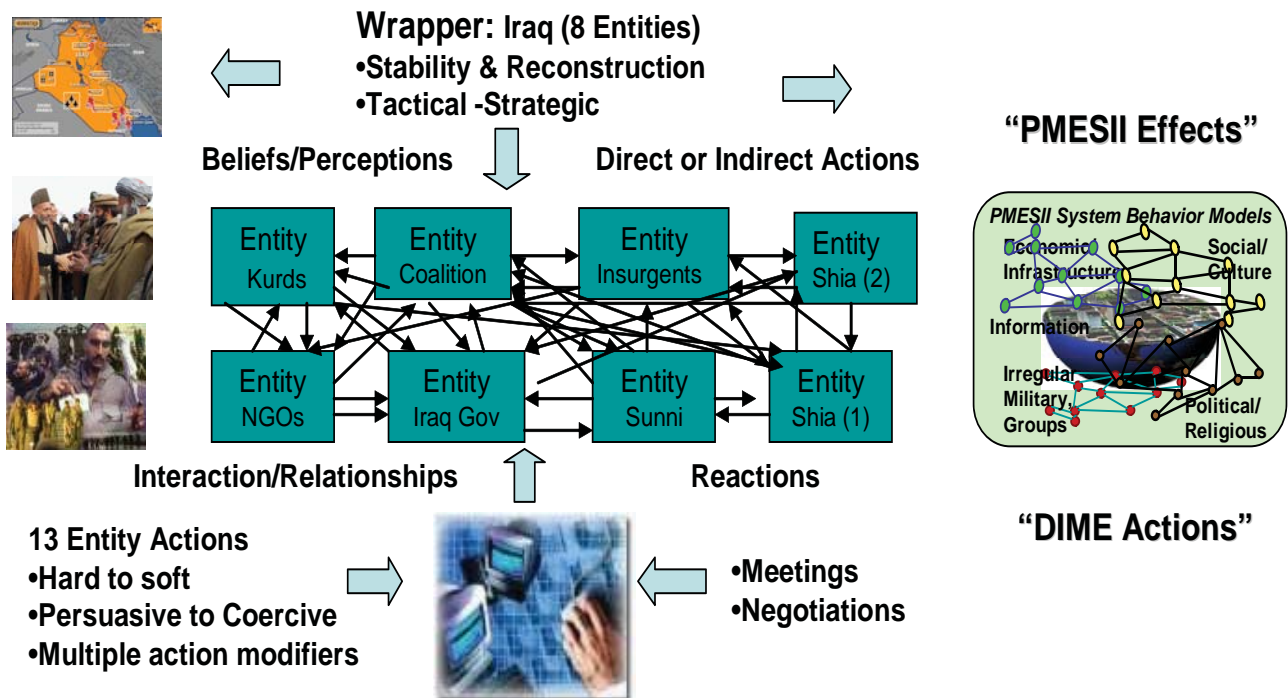 Wrapper: Iraq (8 Entities)
•Stability & Reconstruction
•Tactical -Strategic
Beliefs/Perceptions
Direct or Indirect Actions
Entity
Kurds
Entity
Coalition
Entity
Insurgents
Entity
Shia (2)
Entity
NGOs
Entity
Iraq Gov
Entity
Sunni
Entity
Shia (1)
Interaction/Relationships
Reactions
13 Entity Actions
•Hard to soft
•Persuasive to Coercive
•Multiple action modifiers
•Meetings
•Negotiations
“PMESII Effects”
PMESII System Behavior Models
Economic
Infrastructure
Social/
Culture
Information
Irregular
Military,
Groups
Political/
Religious
“DIME Actions”